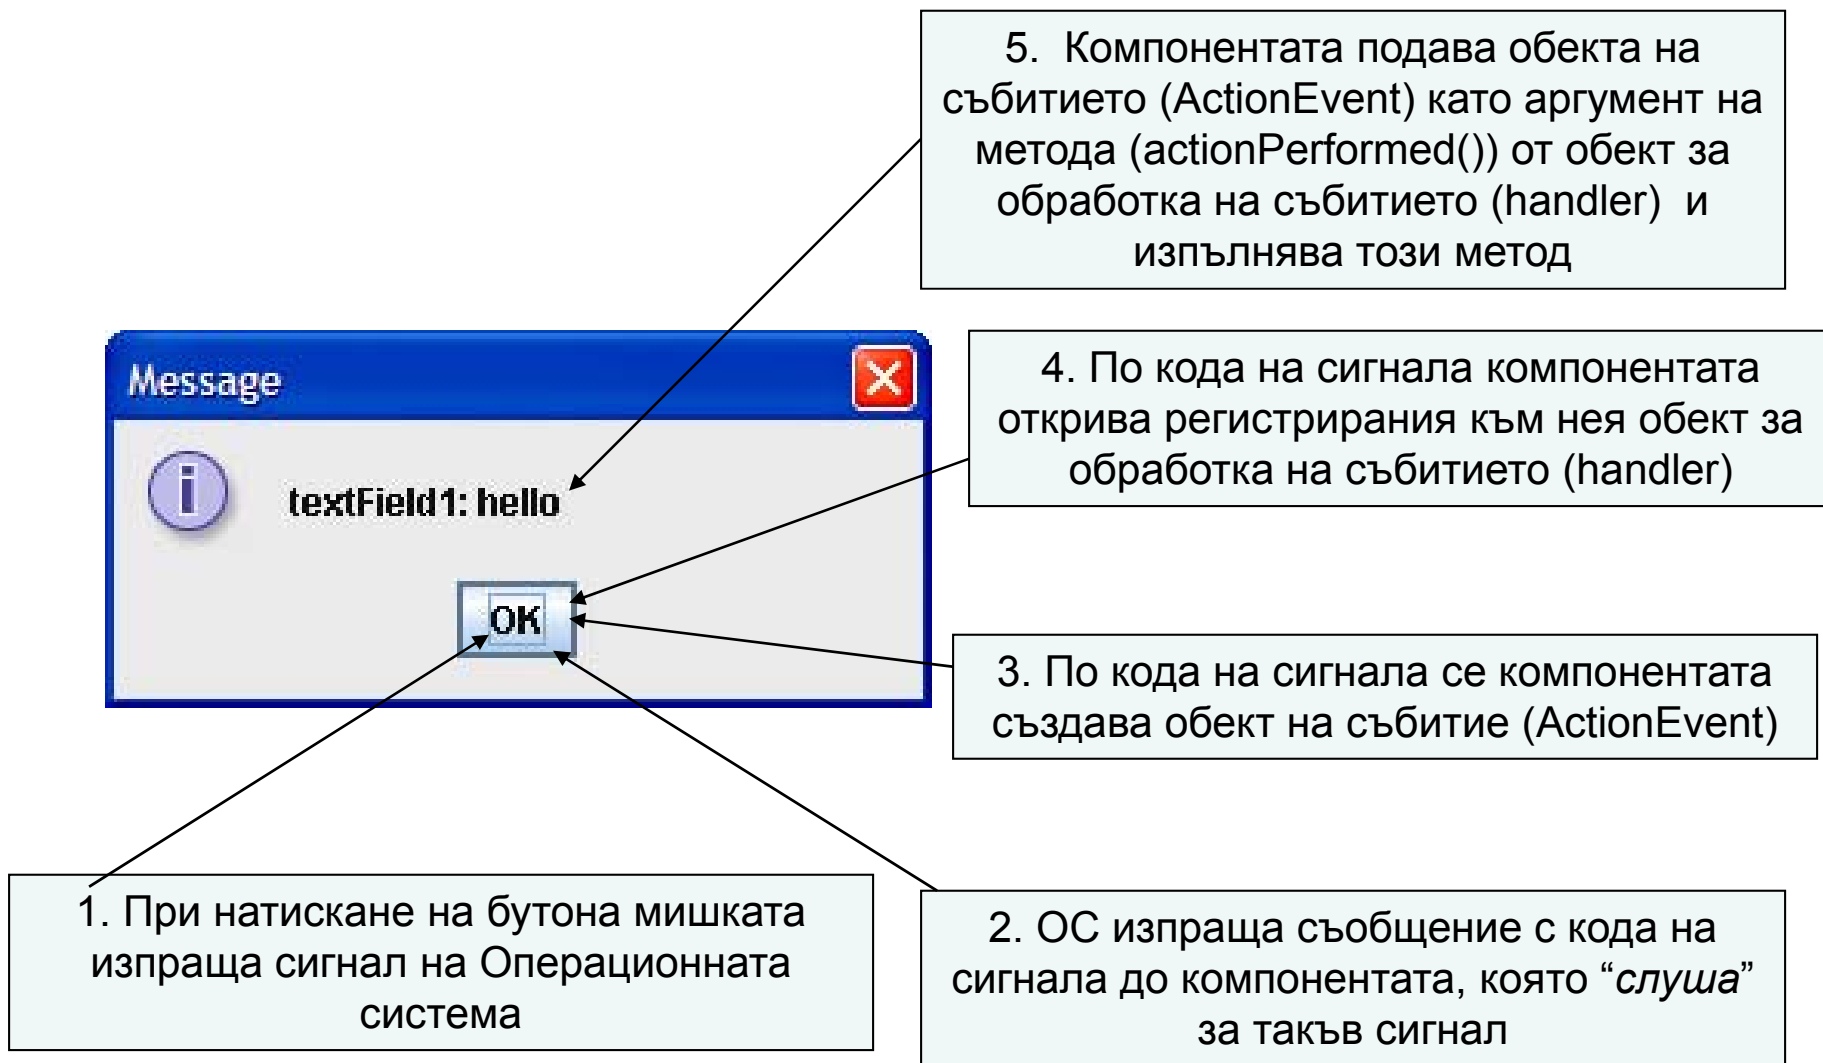 5. Компонентата подава обекта на
събитието (ActionEvent) като аргумент на
метода (actionPerformed()) от обект за
обработка на събитието (handler) и
изпълнява този метод
Message
textField1: hello
OK
4. По кода на сигнала компонентата
открива регистрирания към нея обект за
обработка на събитието (handler)
3. По кода на сигнала се компонентата
създава обект на събитие (ActionEvent)
1. При натискане на бутона мишката
изпраща сигнал на Операционната
система
2. ОС изпраща съобщение с кода на
сигнала до компонентата, която “слуша”
за такъв сигнал